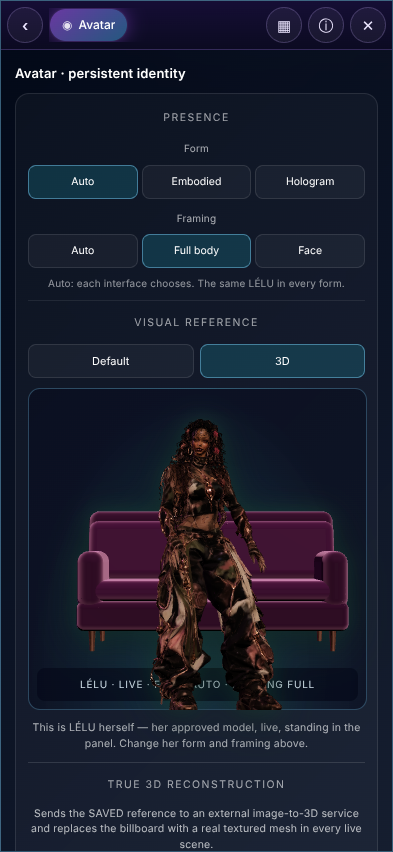 Avatar
Avatar · persistent identity
PRESENCE
Form
Auto Embodied Hologram
Framing
Auto Full body Face
Auto: each interface chooses. The same LÉLU in every form.
VISUAL REFERENCE
Default 3D
LÉLU · LIVE · UTO · NG FULL
This is LÉLU herself — her approved model, live, standing in the
panel. Change her form and framing above.
TRUE 3D RECONSTRUCTION
Sends the SAVED reference to an external image-to-3D service
and replaces the billboard with a real textured mesh in every live
scene.